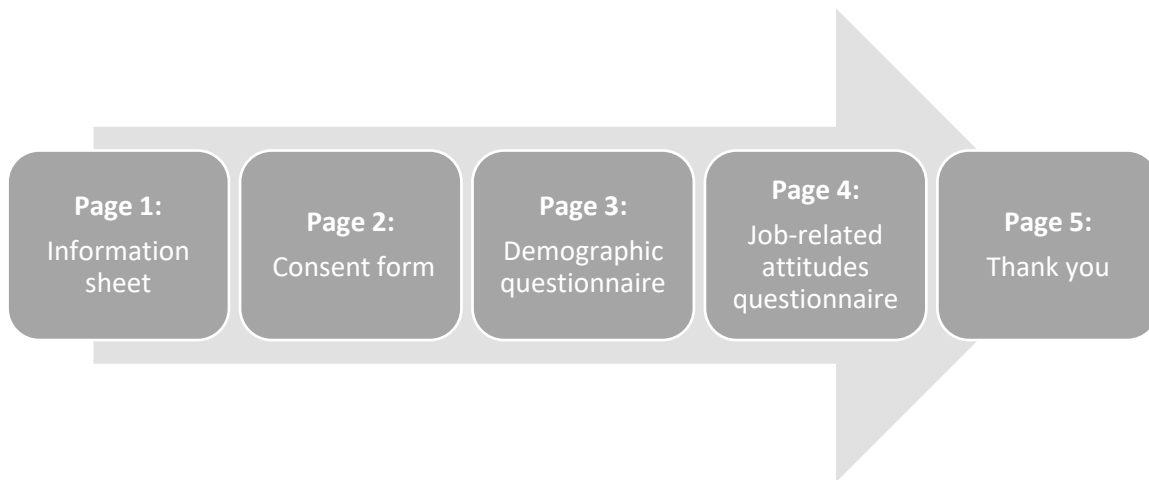 Page 1:
Information
sheet
Page 2:
Consent form
Page 3:
Demographic
questionnaire
Page 4:
Job-related
attitudes
questionnaire
Page 5:
Thank you